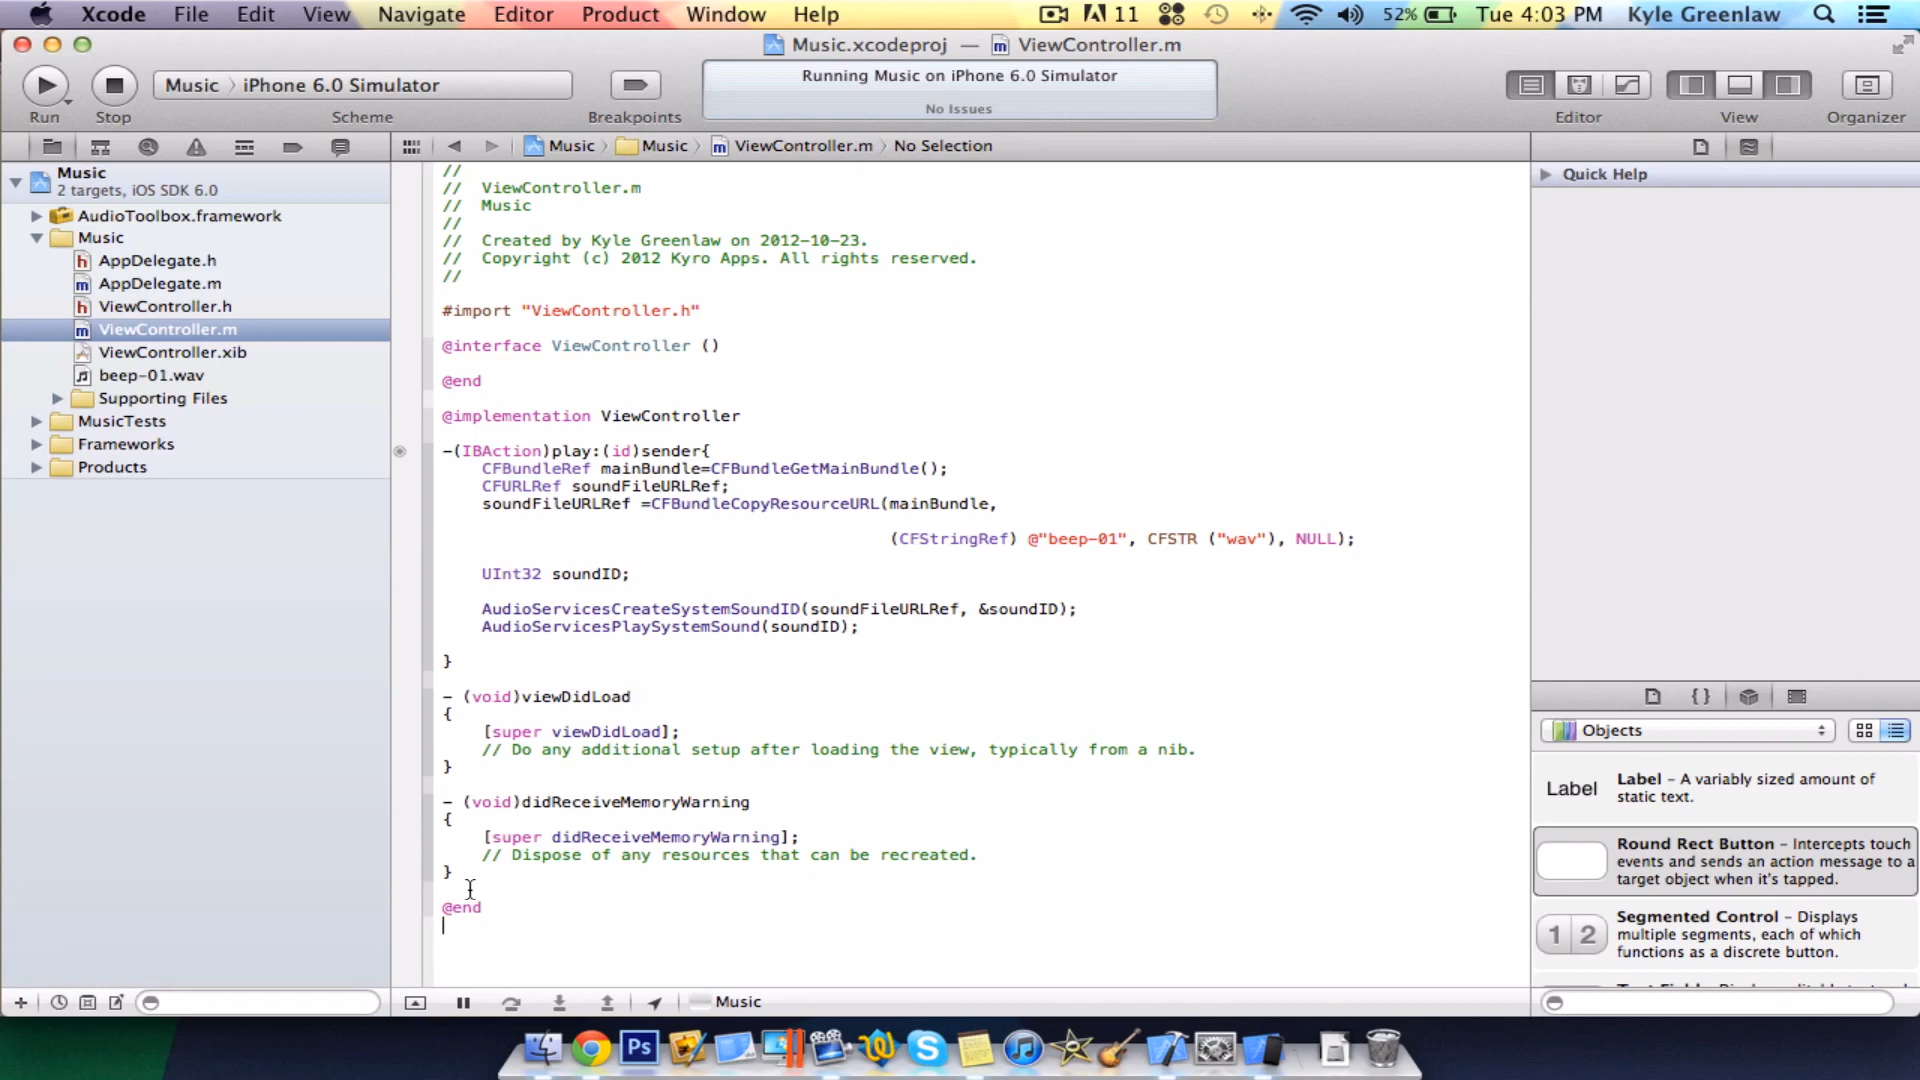 Xcode File Edit View Navigate Editor Product Window Help 11 52% Tue 4:03 PM Kyle Greenlaw
Music.xcodeproj — ViewController.m
Music › iPhone 6.0 Simulator
Running Music on iPhone 6.0 Simulator
No Issues
Run Stop Scheme Breakpoints Editor View Organizer
Music
2 targets, iOS SDK 6.0
AudioToolbox.framework
Music
AppDelegate.h
AppDelegate.m
ViewController.h
ViewController.m
ViewController.xib
beep-01.wav
Supporting Files
MusicTests
Frameworks
Products
Music › Music › ViewController.m › No Selection
//
// ViewController.m
// Music
//
// Created by Kyle Greenlaw on 2012-10-23.
// Copyright (c) 2012 Kyro Apps. All rights reserved.
//
#import "ViewController.h"
@interface ViewController ()
@end
@implementation ViewController
-(IBAction)play:(id)sender{
CFBundleRef mainBundle=CFBundleGetMainBundle();
CFURLRef soundFileURLRef;
soundFileURLRef =CFBundleCopyResourceURL(mainBundle,
(CFStringRef) @"beep-01", CFSTR ("wav"), NULL);
UInt32 soundID;
AudioServicesCreateSystemSoundID(soundFileURLRef, &soundID);
AudioServicesPlaySystemSound(soundID);
}
- (void)viewDidLoad
{
[super viewDidLoad];
// Do any additional setup after loading the view, typically from a nib.
}
- (void)didReceiveMemoryWarning
{
[super didReceiveMemoryWarning];
// Dispose of any resources that can be recreated.
}
@end
Music
Quick Help
Objects
Label
Label – A variably sized amount of
static text.
Round Rect Button – Intercepts touch
events and sends an action message to a
target object when it's tapped.
1 2
Segmented Control – Displays
multiple segments, each of which
functions as a discrete button.
Ps